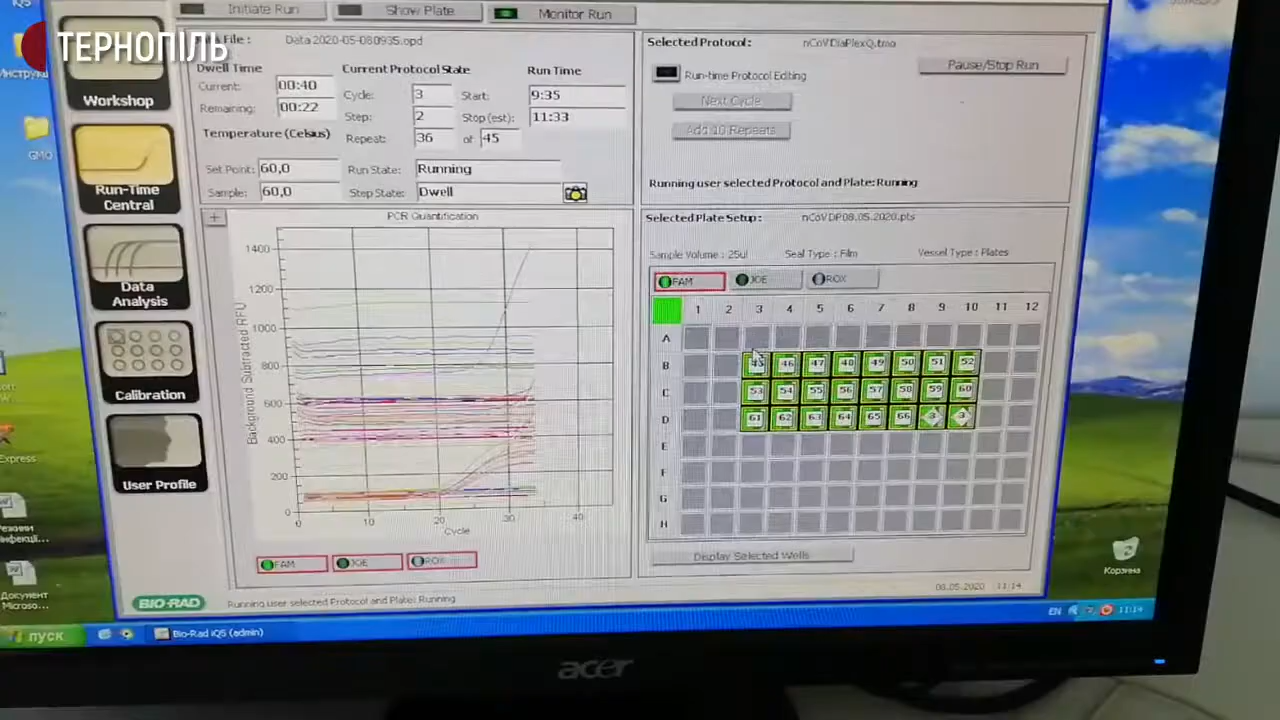 ТЕРНОПІЛЬ
Initiate Run
Show Plate
Monitor Run
File :
Data 2020-05-080935.opd
Dwell Time
Current:
00:40
Remaining:
00:22
Current Protocol State
Cycle:
3
Step:
2
Repeat:
36
of
45
Run Time
Start:
9:35
Stop (est):
11:33
Temperature (Celsius)
Set Point:
60,0
Sample:
60,0
Run State:
Running
Step State:
Dwell
Workshop
Run-Time
Central
Data
Analysis
Calibration
User Profile
BIO-RAD
Selected Protocol:
nCoVDiaPlexQ.tmo
Run-time Protocol Editing
Pause/Stop Run
Next Cycle
Add 10 Repeats
Running user selected Protocol and Plate: Running
PCR Quantification
Background Subtracted RFU
1400
1200
1000
800
600
400
200
0
0
10
20
30
40
Cycle
FAM
JOE
ROX
Running user selected Protocol and Plate: Running
Selected Plate Setup:
nCoVDP08.05.2020.pts
Sample Volume : 25ul
Seal Type : Film
Vessel Type : Plates
FAM
JOE
ROX
1 2 3 4 5 6 7 8 9 10 11 12
A
B 45 46 47 48 49 50 51 52
C 53 54 55 56 57 58 59 60
D 61 62 63 64 65 66 3 3
E
F
G
H
Display Selected Wells
08.05.2020 11:14
GMO
Express
Режими
інфекції...
Документ
Microso...
Корзина
пуск
Bio-Rad iQ5 (admin)
EN
11:14
acer